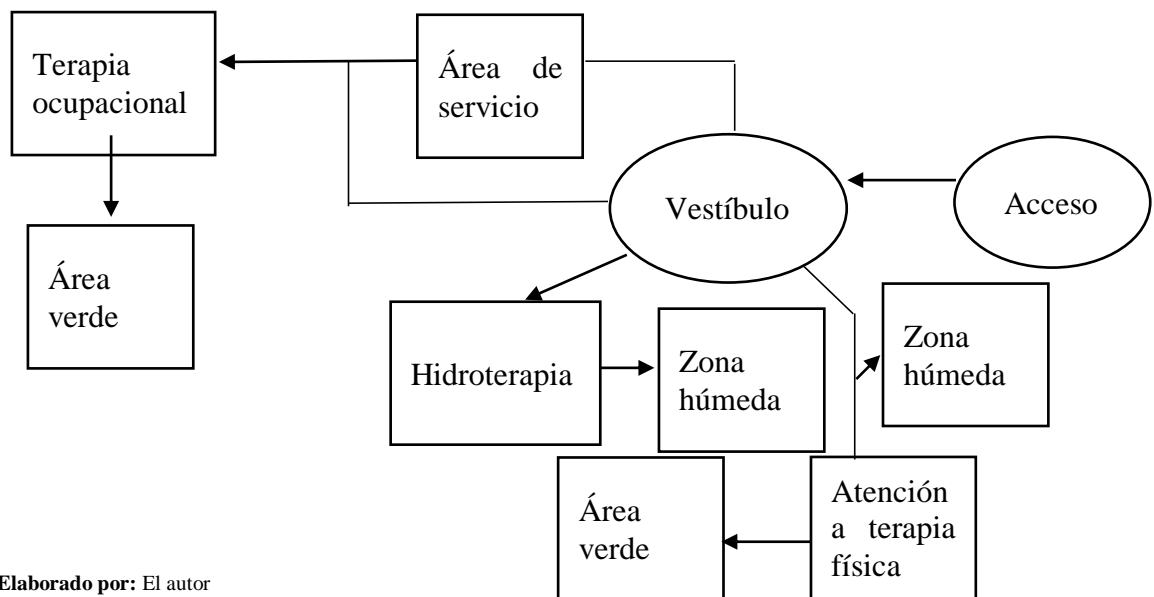 Terapia
ocupacional
Área de
servicio
Vestíbulo
Acceso
Área
verde
Hidroterapia
Zona
húmeda
Zona
húmeda
Área
verde
Atención
a terapia
física
Elaborado por: El autor